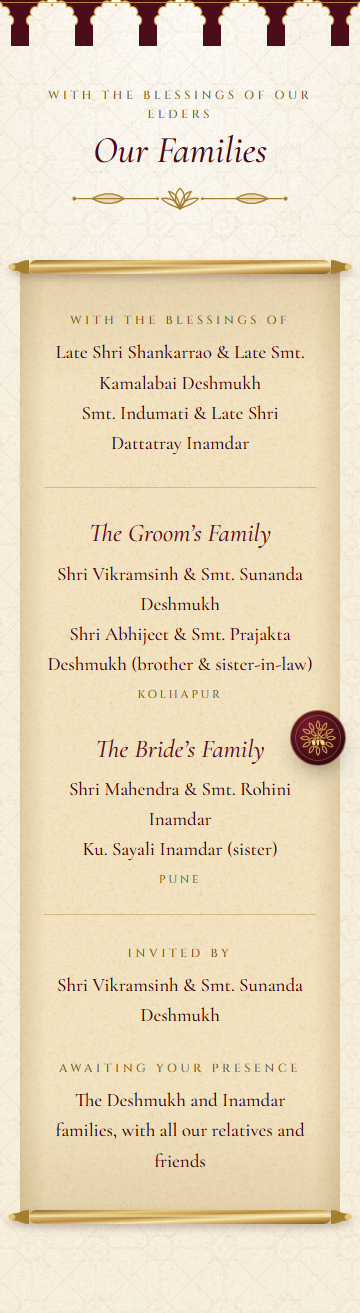 WITH THE BLESSINGS OF OUR
ELDERS
Our Families
WITH THE BLESSINGS OF
Late Shri Shankarrao & Late Smt.
Kamalabai Deshmukh
Smt. Indumati & Late Shri
Dattatray Inamdar
The Groom’s Family
Shri Vikramsinh & Smt. Sunanda
Deshmukh
Shri Abhijeet & Smt. Prajakta
Deshmukh (brother & sister-in-law)
KOLHAPUR
The Bride’s Family
Shri Mahendra & Smt. Rohini
Inamdar
Ku. Sayali Inamdar (sister)
PUNE
INVITED BY
Shri Vikramsinh & Smt. Sunanda
Deshmukh
AWAITING YOUR PRESENCE
The Deshmukh and Inamdar
families, with all our relatives and
friends